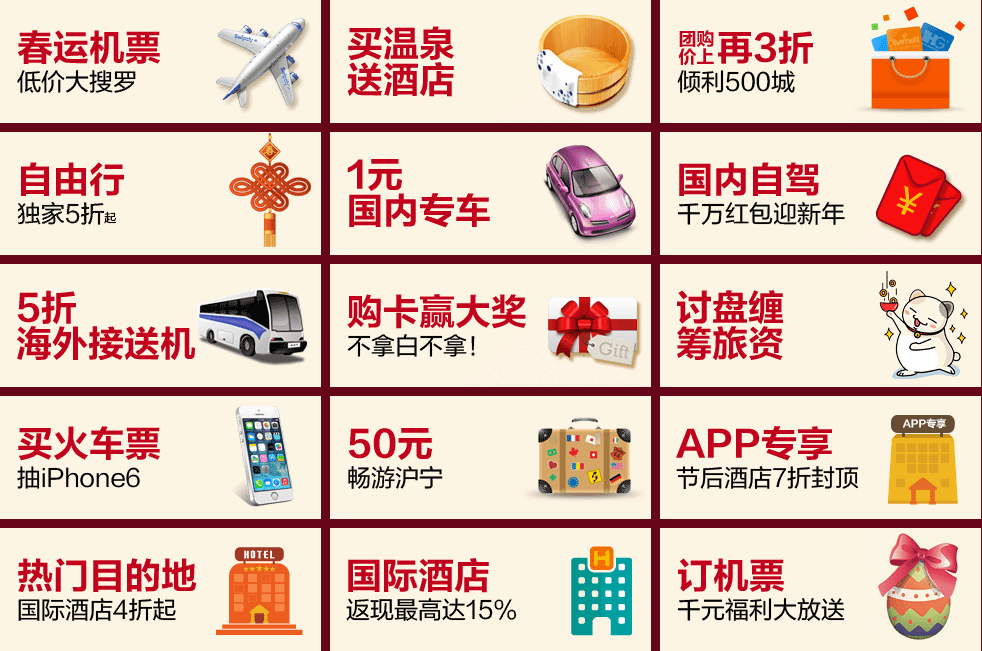 春运机票
低价大搜罗
买温泉
送酒店
团购
价上
再3折
倾利500城
自由行
独家5折起
1元
国内专车
国内自驾
千万红包迎新年
5折
海外接送机
购卡赢大奖
不拿白不拿!
Gift
讨盘缠
筹旅资
买火车票
抽iPhone6
50元
畅游沪宁
APP专享
节后酒店7折封顶
APP专享
热门目的地
国际酒店4折起
HOTEL
国际酒店
返现最高达15%
H
订机票
千元福利大放送